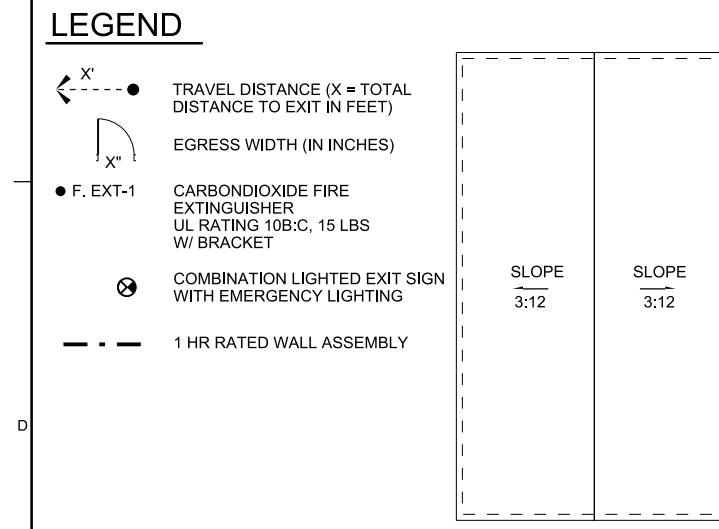 LEGEND
X'
TRAVEL DISTANCE (X = TOTAL
DISTANCE TO EXIT IN FEET)
X"
EGRESS WIDTH (IN INCHES)
F. EXT-1
CARBONDIOXIDE FIRE
EXTINGUISHER
UL RATING 10B:C, 15 LBS
W/ BRACKET
COMBINATION LIGHTED EXIT SIGN
WITH EMERGENCY LIGHTING
1 HR RATED WALL ASSEMBLY
SLOPE
3:12
SLOPE
3:12
D